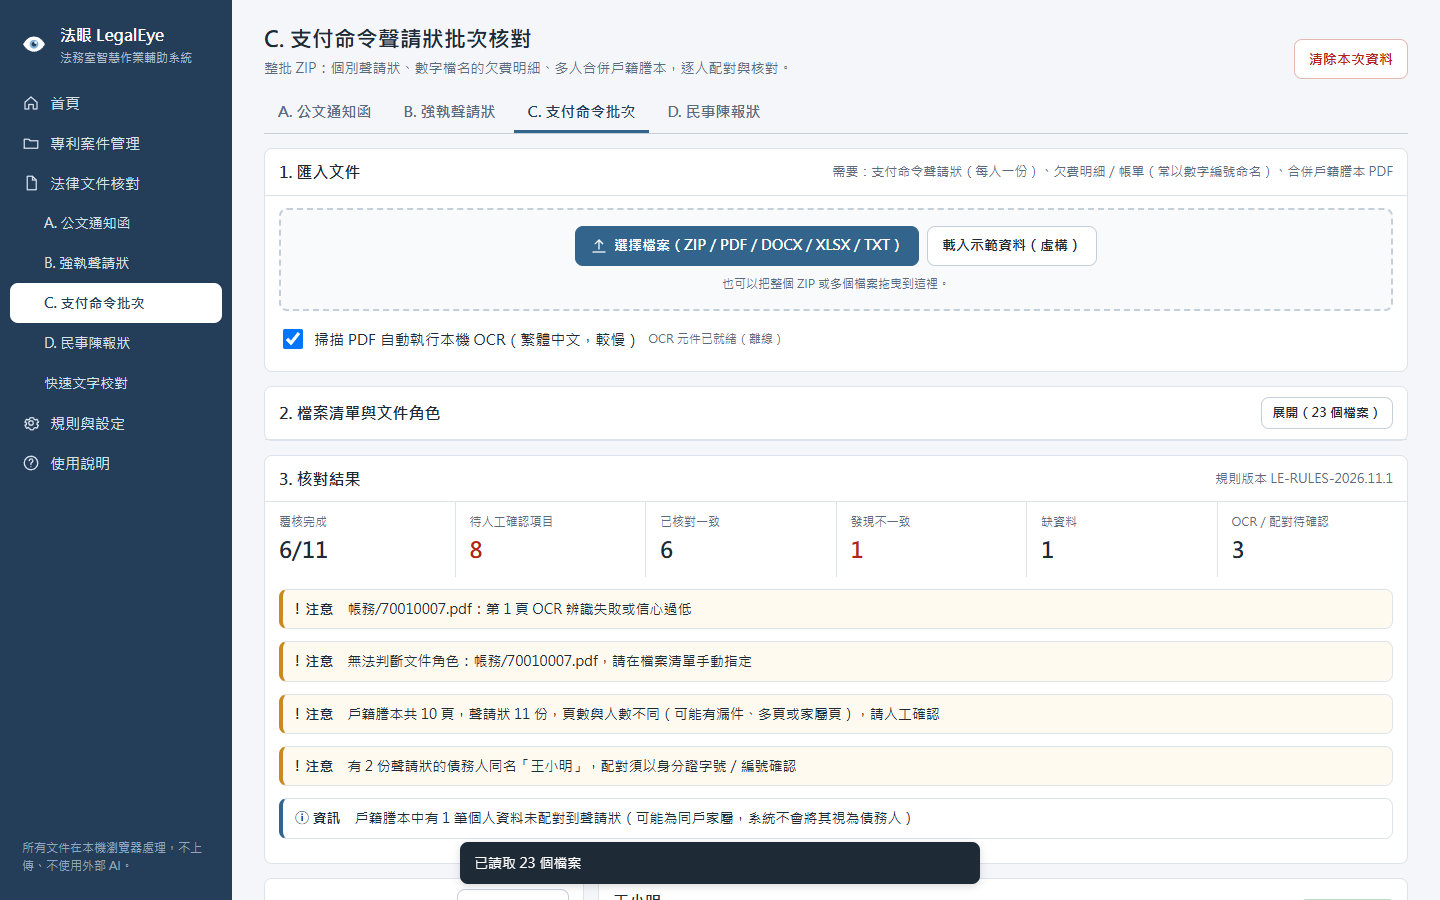 法眼 LegalEye
法務室智慧作業輔助系統
首頁
專利案件管理
法律文件核對
A. 公文通知函
B. 強執聲請狀
C. 支付命令批次
D. 民事陳報狀
快速文字校對
規則與設定
使用說明
所有文件在本機瀏覽器處理，不上
傳、不使用外部 AI。
C. 支付命令聲請狀批次核對
整批 ZIP：個別聲請狀、數字檔名的欠費明細、多人合併戶籍謄本，逐人配對與核對。
清除本次資料
A. 公文通知函
B. 強執聲請狀
C. 支付命令批次
D. 民事陳報狀
1. 匯入文件
需要：支付命令聲請狀（每人一份）、欠費明細 / 帳單（常以數字編號命名）、合併戶籍謄本 PDF
選擇檔案（ZIP / PDF / DOCX / XLSX / TXT）
載入示範資料（虛構）
也可以把整個 ZIP 或多個檔案拖曳到這裡。
掃描 PDF 自動執行本機 OCR（繁體中文，較慢）
OCR 元件已就緒（離線）
2. 檔案清單與文件角色
展開（23 個檔案）
3. 核對結果
規則版本 LE-RULES-2026.11.1
覆核完成
6/11
待人工確認項目
8
已核對一致
6
發現不一致
1
缺資料
1
OCR / 配對待確認
3
! 注意 帳務/70010007.pdf：第 1 頁 OCR 辨識失敗或信心過低
! 注意 無法判斷文件角色：帳務/70010007.pdf，請在檔案清單手動指定
! 注意 戶籍謄本共 10 頁，聲請狀 11 份，頁數與人數不同（可能有漏件、多頁或家屬頁），請人工確認
! 注意 有 2 份聲請狀的債務人同名「王小明」，配對須以身分證字號 / 編號確認
資訊 戶籍謄本中有 1 筆個人資料未配對到聲請狀（可能為同戶家屬，系統不會將其視為債務人）
已讀取 23 個檔案
王小明